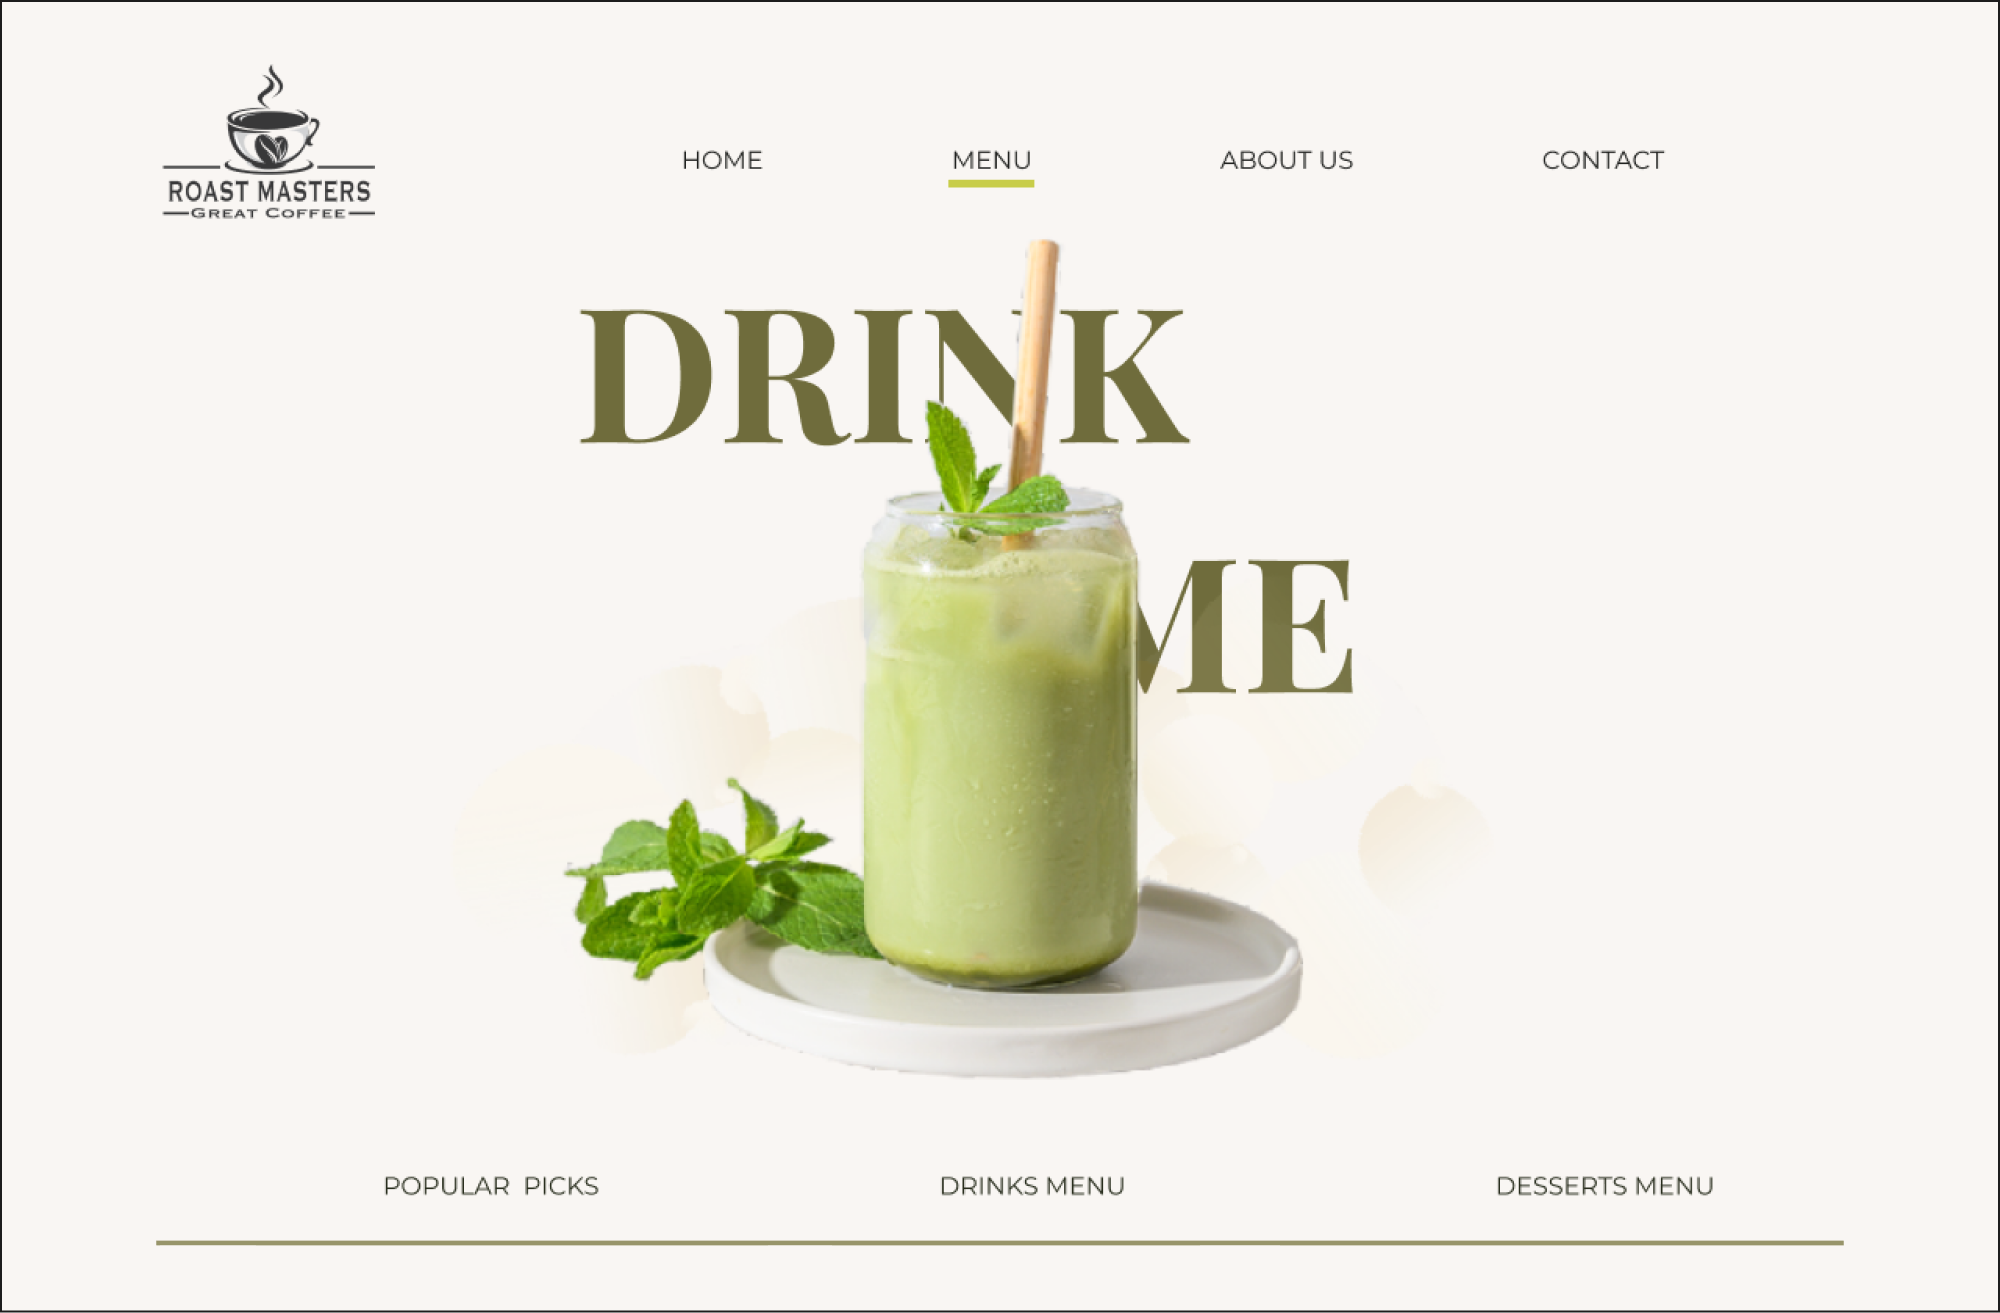 ROAST MASTERS
GREAT COFFEE
HOME
MENU
ABOUT US
CONTACT
DRINK
ME
POPULAR PICKS
DRINKS MENU
DESSERTS MENU